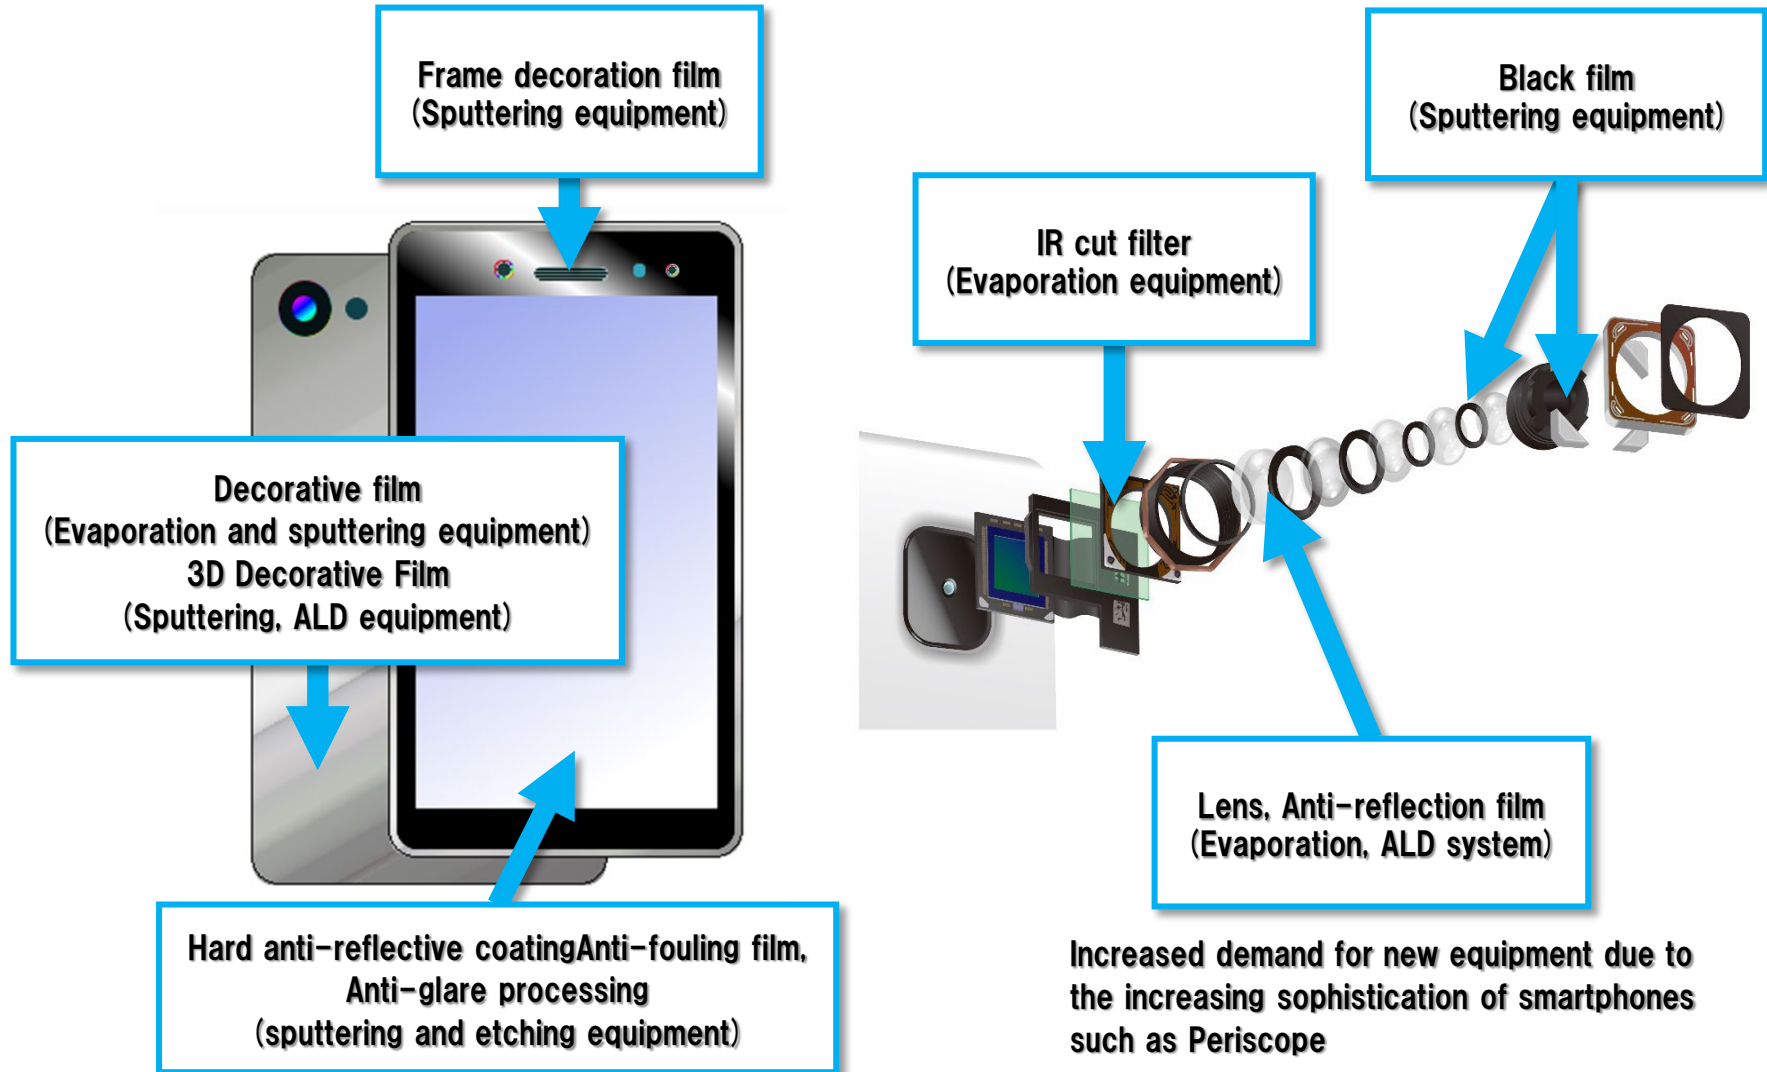 Frame decoration film
(Sputtering equipment)
Black film
(Sputtering equipment)
IR cut filter
(Evaporation equipment)
Decorative film
(Evaporation and sputtering equipment)
3D Decorative Film
(Sputtering, ALD equipment)
Lens, Anti-reflection film
(Evaporation, ALD system)
Hard anti-reflective coatingAnti-fouling film,
Anti-glare processing
(sputtering and etching equipment)
Increased demand for new equipment due to
the increasing sophistication of smartphones
such as Periscope